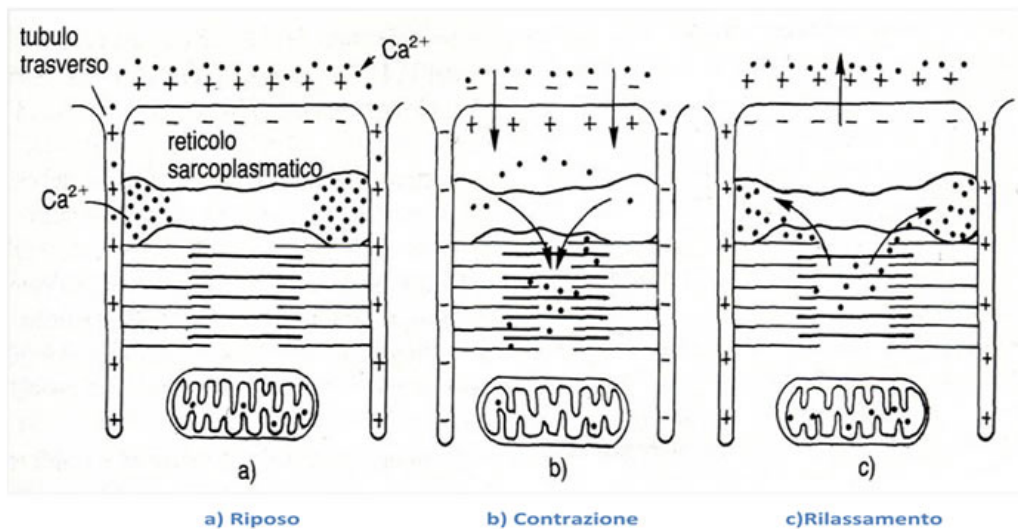 tubulo
trasverso
Ca²⁺
reticolo
sarcoplasmatico
Ca²⁺
a)
b)
c)
a) Riposo
b) Contrazione
c)Rilassamento